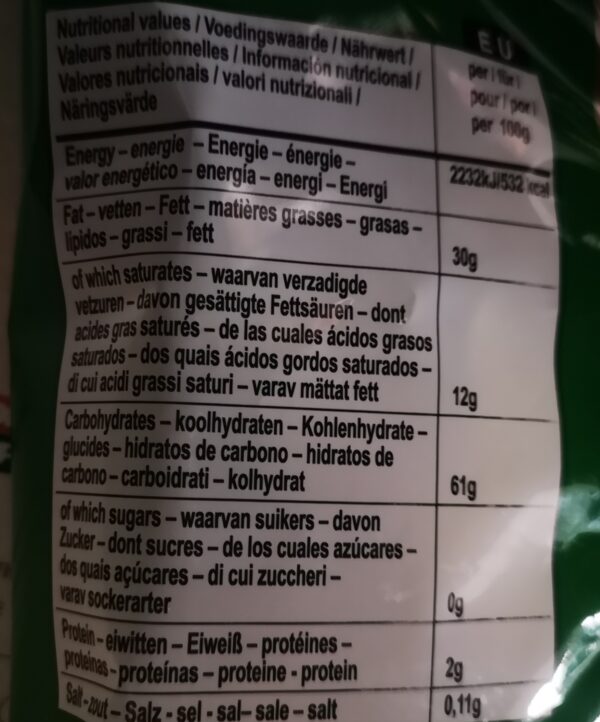 Nutritional values / Voedingswaarde / Nährwert /
Valeurs nutritionnelles / Información nutricional /
Valores nutricionais / valori nutrizionali /
Näringsvärde
EU
pour / por
per 100g
Energy – energie – Energie – énergie –
valor energético – energía – energi – Energi
2232kJ/532 kcal
Fat – vetten – Fett – matières grasses – grasas –
lipidos – grassi – fett
30g
of which saturates – waarvan verzadigde
vetzuren – davon gesättigte Fettsäuren – dont
acides gras saturés – de las cuales ácidos grasos
saturados – dos quais ácidos gordos saturados –
di cui acidi grassi saturi – varav mättat fett
12g
Carbohydrates – koolhydraten – Kohlenhydrate –
glucides – hidratos de carbono – hidratos de
carbono – carboidrati – kolhydrat
61g
of which sugars – waarvan suikers – davon
Zucker – dont sucres – de los cuales azúcares –
dos quais açúcares – di cui zuccheri –
varav sockerarter
0g
Protein – eiwitten – Eiweiß – protéines –
proteinas – proteínas – proteine - protein
2g
Salt – zout – Salz - sel - sal– sale – salt
0,11g